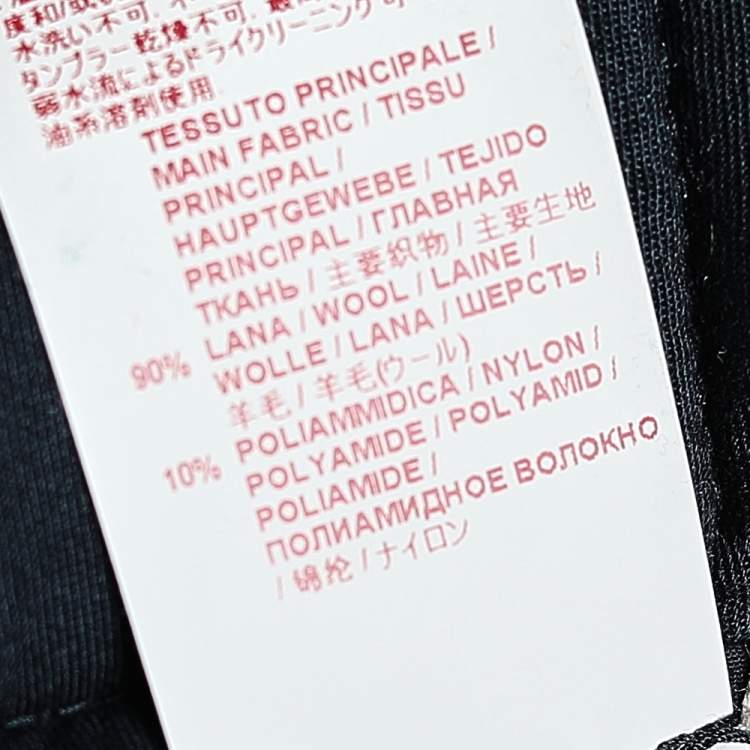 水洗い不可.
タンブラー乾燥不可.
弱水流によるドライクリーニング可
油系溶剤使用
TESSUTO PRINCIPALE /
MAIN FABRIC / TISSU
PRINCIPAL /
HAUPTGEWEBE / TEJIDO
PRINCIPAL / ГЛАВНАЯ
ТКАНЬ / 主要织物 / 主要生地
90% LANA / WOOL / LAINE /
WOLLE / LANA / ШЕРСТЬ /
羊毛 / 羊毛(ウール)
10% POLIAMMIDICA / NYLON /
POLYAMIDE / POLYAMID /
POLIAMIDE /
ПОЛИАМИДНОЕ ВОЛОКНО
/ 锦纶 / ナイロン